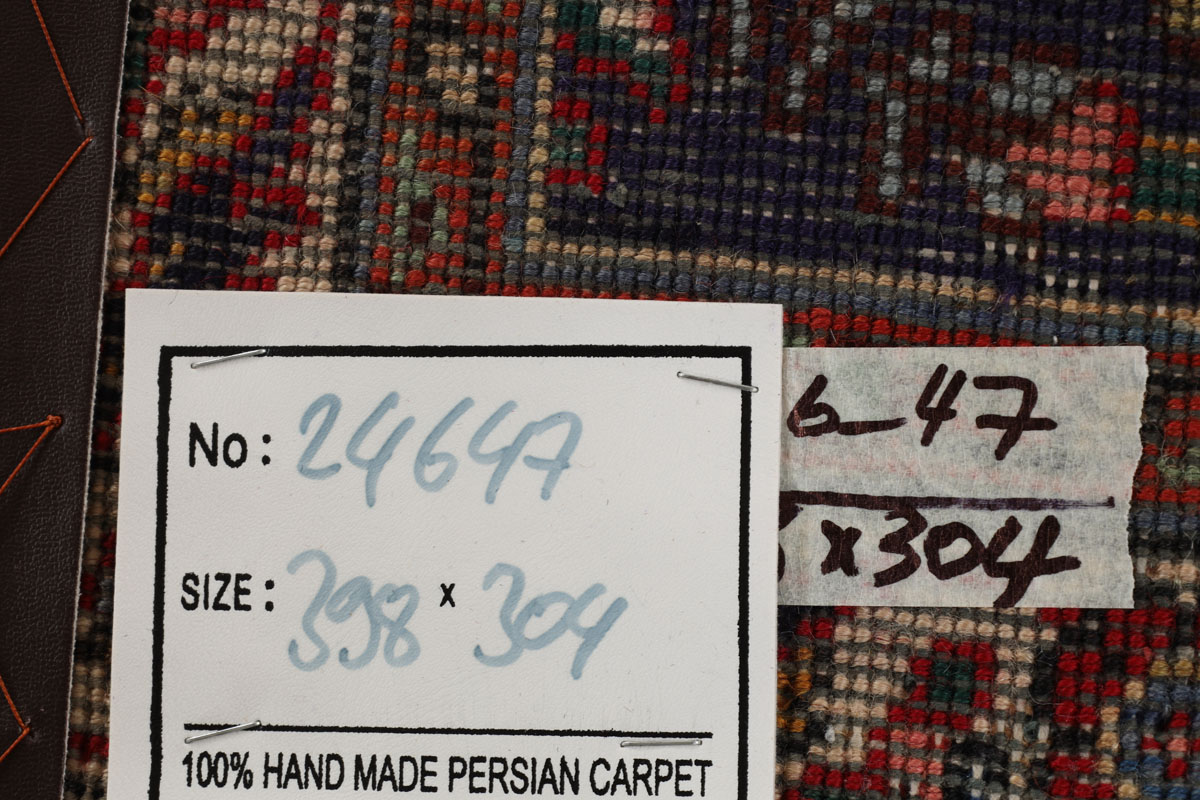 No: 24647
SIZE: 398 x 304
100% HAND MADE PERSIAN CARPET
6-47
x304